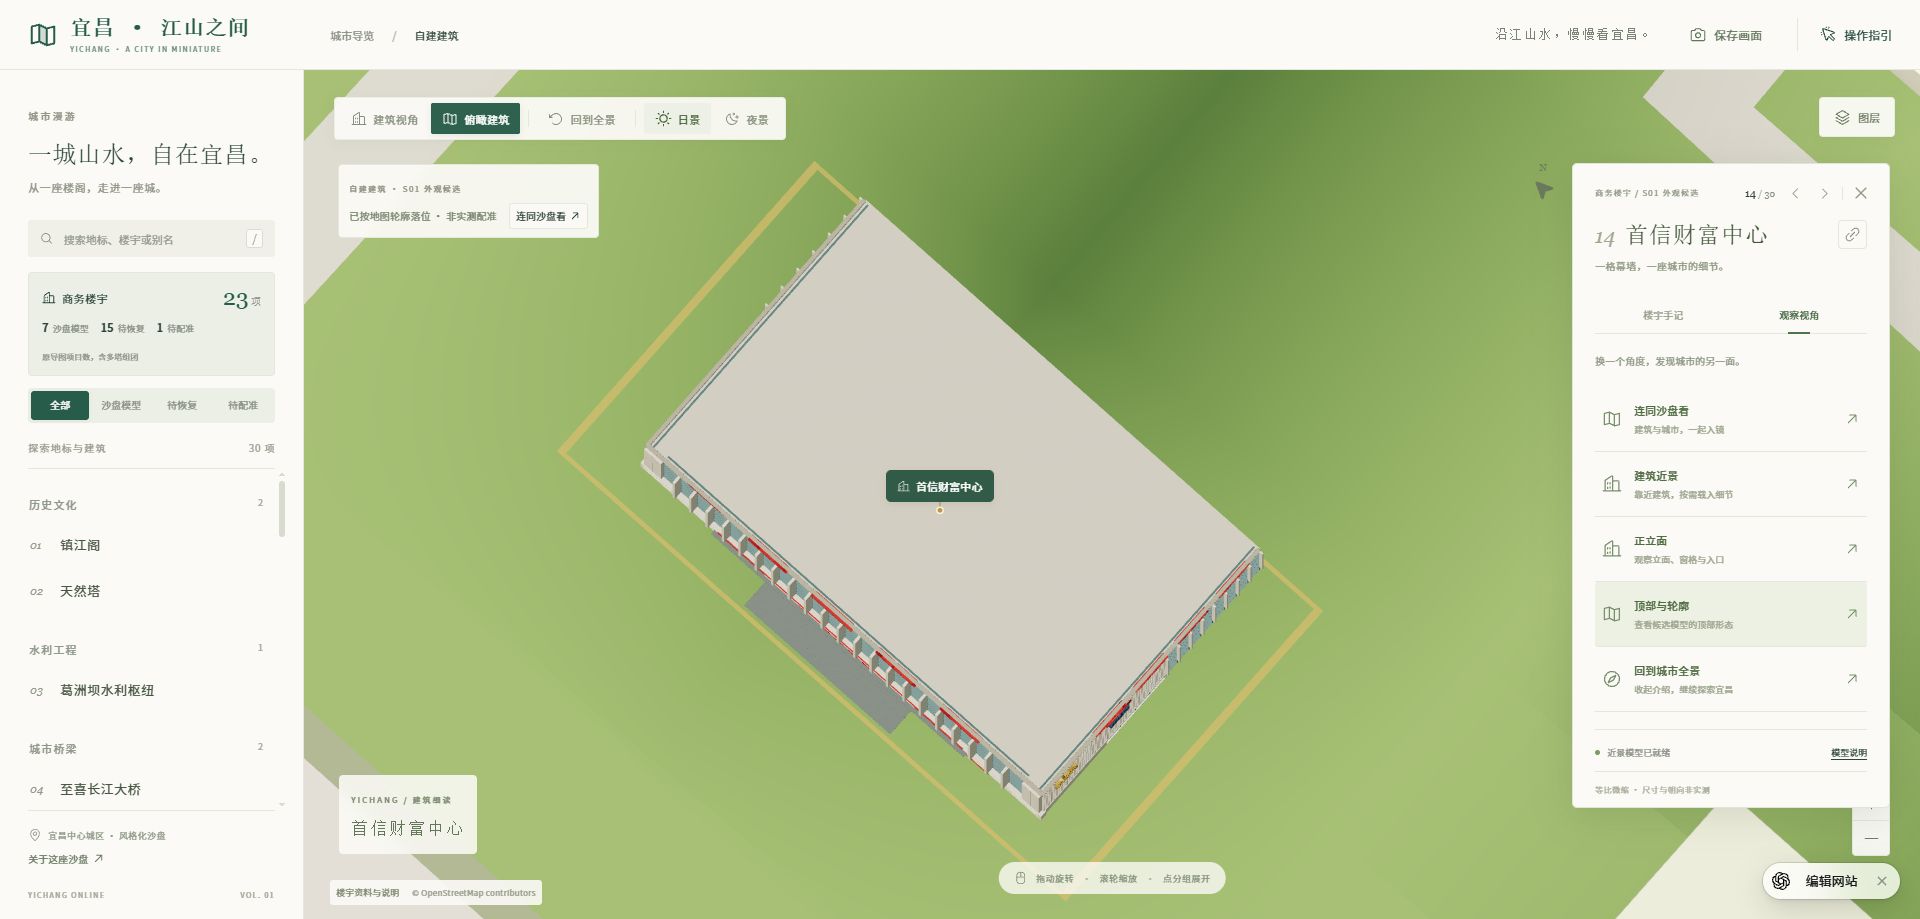 宜昌 • 江山之间
YICHANG • A CITY IN MINIATURE
城市导览 / 自建建筑
沿江山水，慢慢看宜昌。
保存画面
操作指引
城市漫游
一城山水，自在宜昌。
从一座楼阁，走进一座城。
搜索地标、楼宇或别名 /
商务楼宇 23 项
7 沙盘模型 15 待恢复 1 待配准
原导图项目数，含多塔组团
全部 沙盘模型 待恢复 待配准
探索地标与建筑 30 项
历史文化 2
01 镇江阁
02 天然塔
水利工程 1
03 葛洲坝水利枢纽
城市桥梁 2
04 至喜长江大桥
宜昌中心城区 • 风格化沙盘
关于这座沙盘
YICHANG ONLINE VOL. 01
建筑视角 俯瞰建筑 回到全景 日景 夜景
自建建筑 • S01 外观候选
已按地图轮廓落位 • 非实测配准 连同沙盘看
首信财富中心
YICHANG / 建筑细读
首信财富中心
楼宇资料与说明 © OpenStreetMap contributors
拖动旋转 • 滚轮缩放 • 点分组展开
N
图层
商务楼宇 / S01 外观候选 14 / 30
14 首信财富中心
一格幕墙，一座城市的细节。
楼宇手记 观察视角
换一个角度，发现城市的另一面。
连同沙盘看
建筑与城市，一起入镜
建筑近景
靠近建筑，按需载入细节
正立面
观察立面、窗格与入口
顶部与轮廓
查看候选模型的顶部形态
回到城市全景
收起介绍，继续探索宜昌
近景模型已就绪 模型说明
等比微缩 • 尺寸与朝向非实测
编辑网站